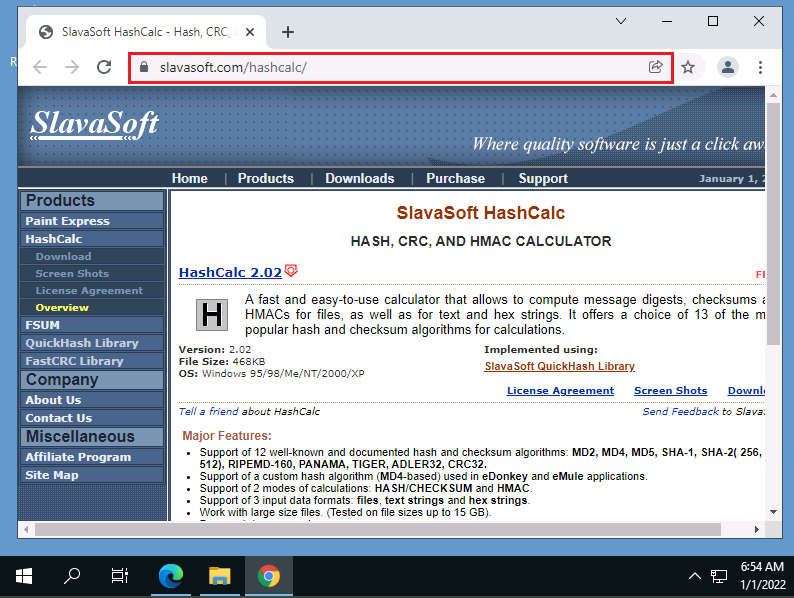 R
SlavaSoft HashCalc - Hash, CRC,
slavasoft.com/hashcalc/
SlavaSoft
Where quality software is just a click aw
Home | Products | Downloads | Purchase | Support
January 1, 2
Products
Paint Express
HashCalc
Download
Screen Shots
License Agreement
Overview
FSUM
QuickHash Library
FastCRC Library
Company
About Us
Contact Us
Miscellaneous
Affiliate Program
Site Map
SlavaSoft HashCalc
HASH, CRC, AND HMAC CALCULATOR
HashCalc 2.02
FR
H
A fast and easy-to-use calculator that allows to compute message digests, checksums a
HMACs for files, as well as for text and hex strings. It offers a choice of 13 of the m
popular hash and checksum algorithms for calculations.
Version: 2.02
File Size: 468KB
OS: Windows 95/98/Me/NT/2000/XP
Implemented using:
SlavaSoft QuickHash Library
License Agreement Screen Shots Downl
Tell a friend about HashCalc
Send Feedback to Slava
Major Features:
• Support of 12 well-known and documented hash and checksum algorithms: MD2, MD4, MD5, SHA-1, SHA-2( 256,
512), RIPEMD-160, PANAMA, TIGER, ADLER32, CRC32.
• Support of a custom hash algorithm (MD4-based) used in eDonkey and eMule applications.
• Support of 2 modes of calculations: HASH/CHECKSUM and HMAC.
• Support of 3 input data formats: files, text strings and hex strings.
• Work with large size files. (Tested on file sizes up to 15 GB).
6:54 AM
1/1/2022